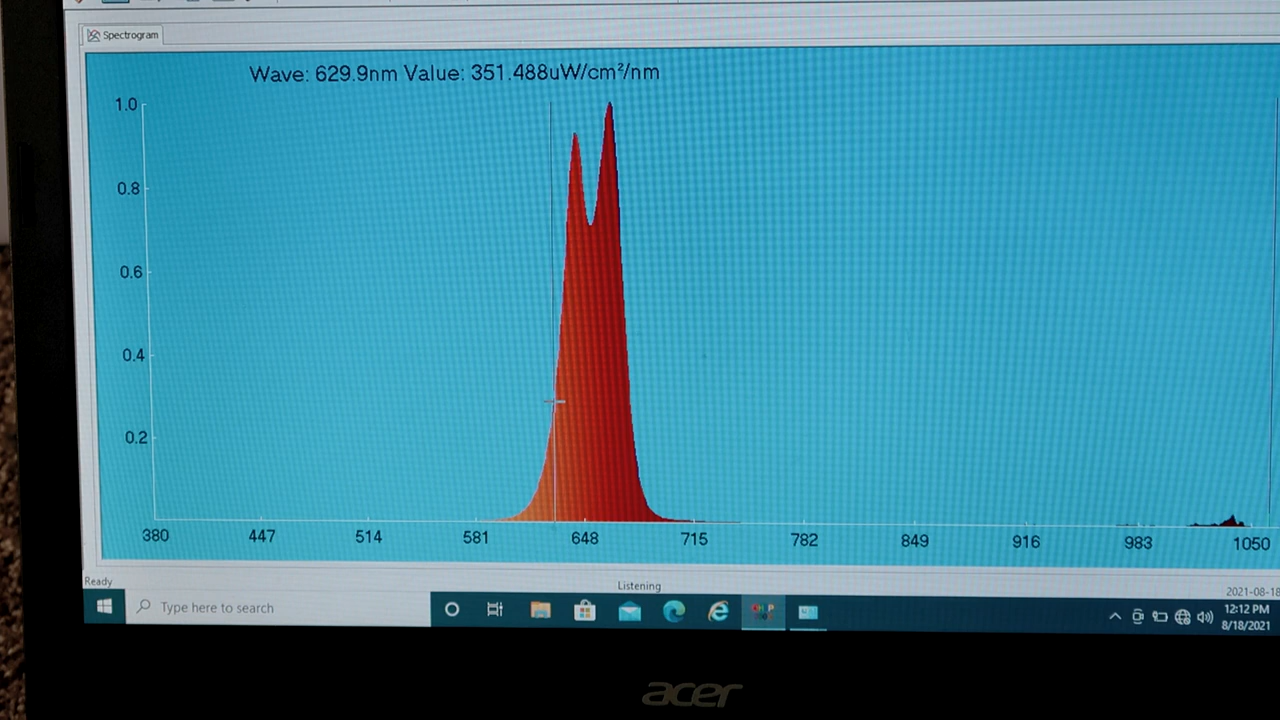 Spectrogram
Wave: 629.9nm Value: 351.488uW/cm²/nm
1.0
0.8
0.6
0.4
0.2
380 447 514 581 648 715 782 849 916 983 1050
Ready Listening 2021-08-18
Type here to search
12:12 PM
8/18/2021
acer